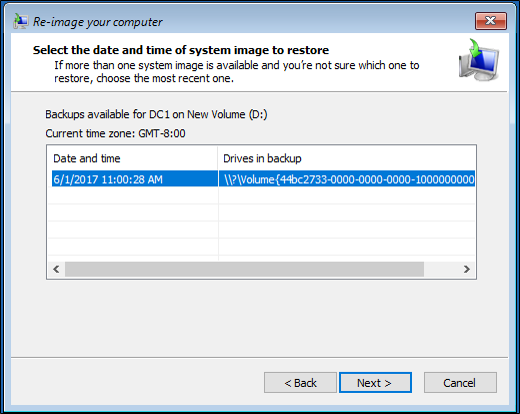 Re-image your computer
Select the date and time of system image to restore
If more than one system image is available and you're not sure which one to
restore, choose the most recent one.
Backups available for DC1 on New Volume (D:)
Current time zone: GMT-8:00
Date and time Drives in backup
6/1/2017 11:00:28 AM \\?\Volume{44bc2733-0000-0000-0000-1000000000
< Back Next > Cancel